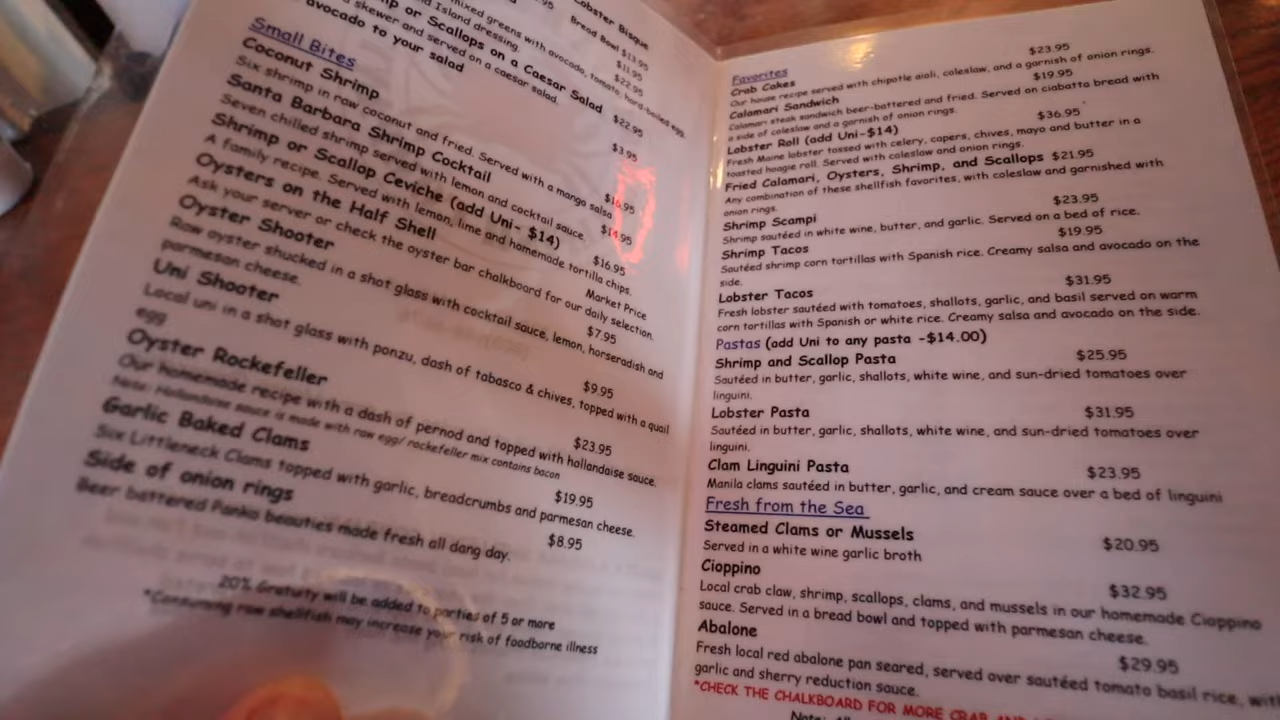 Lobster Bisque
Bread Bowl $13.95
mixed greens with avocado, tomato, hard-boiled egg,
Island dressing.
$11.95
$22.95
or Scallops on a Caesar Salad
skewer and served on a caesar salad.
$22.95
avocado to your salad
$3.95
Small Bites
Coconut Shrimp
$16.95
Six shrimp in raw coconut and fried. Served with a mango salsa
Santa Barbara Shrimp Cocktail
$14.95
Seven chilled shrimp served with lemon and cocktail sauce.
Shrimp or Scallop Ceviche (add Uni- $14)
$16.95
A family recipe. Served with lemon, lime and homemade tortilla chips.
Oysters on the Half Shell
Market Price
Ask your server or check the oyster bar chalkboard for our daily selection.
Oyster Shooter
$7.95
Raw oyster shucked in a shot glass with cocktail sauce, lemon, horseradish and
parmesan cheese.
Uni Shooter
$9.95
Local uni in a shot glass with ponzu, dash of tabasco & chives, topped with a quail
egg
Oyster Rockefeller
$23.95
Our homemade recipe with a dash of pernod and topped with hollandaise sauce.
Note: Hollandaise sauce is made with raw egg/ rockefeller mix contains bacon
Garlic Baked Clams
$19.95
Six Littleneck Clams topped with garlic, breadcrumbs and parmesan cheese.
Side of onion rings
$8.95
Beer battered Panko beauties made fresh all dang day.
20% Gratuity will be added to parties of 5 or more
*Consuming raw shellfish may increase your risk of foodborne illness
Favorites
Crab Cakes
$23.95
Our house recipe served with chipotle aioli, coleslaw, and a garnish of onion rings.
Calamari Sandwich
$19.95
Calamari steak sandwich beer-battered and fried. Served on ciabatta bread with
a side of coleslaw and a garnish of onion rings.
Lobster Roll (add Uni-$14)
$36.95
Fresh Maine lobster tossed with celery, capers, chives, mayo and butter in a
toasted hoagie roll. Served with coleslaw and onion rings.
Fried Calamari, Oysters, Shrimp, and Scallops $21.95
Any combination of these shellfish favorites, with coleslaw and garnished with
onion rings.
Shrimp Scampi
$23.95
Shrimp sautéed in white wine, butter, and garlic. Served on a bed of rice.
Shrimp Tacos
$19.95
Sautéed shrimp corn tortillas with Spanish rice. Creamy salsa and avocado on the
side.
Lobster Tacos
$31.95
Fresh lobster sautéed with tomatoes, shallots, garlic, and basil served on warm
corn tortillas with Spanish or white rice. Creamy salsa and avocado on the side.
Pastas (add Uni to any pasta -$14.00)
Shrimp and Scallop Pasta
$25.95
Sautéed in butter, garlic, shallots, white wine, and sun-dried tomatoes over
linguini.
Lobster Pasta
$31.95
Sautéed in butter, garlic, shallots, white wine, and sun-dried tomatoes over
linguini.
Clam Linguini Pasta
$23.95
Manila clams sautéed in butter, garlic, and cream sauce over a bed of linguini
Fresh from the Sea
Steamed Clams or Mussels
$20.95
Served in a white wine garlic broth
Cioppino
$32.95
Local crab claw, shrimp, scallops, clams, and mussels in our homemade Cioppino
sauce. Served in a bread bowl and topped with parmesan cheese.
Abalone
$29.95
Fresh local red abalone pan seared, served over sautéed tomato basil rice, with
garlic and sherry reduction sauce.
*CHECK THE CHALKBOARD FOR MORE CRAB AND
Note: